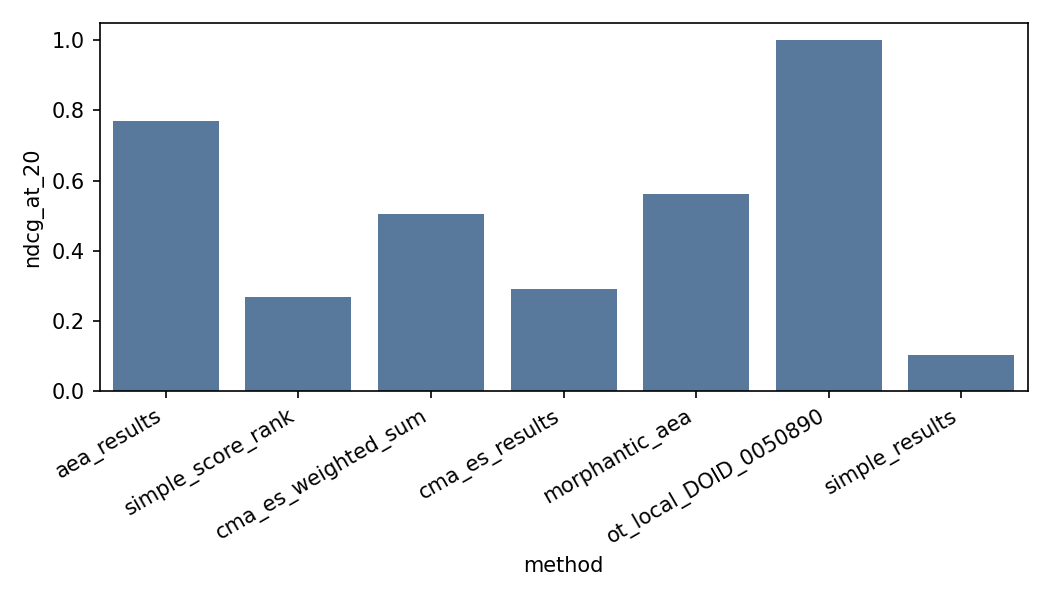 1.0
0.8
0.6
0.4
0.2
0.0
ndcg_at_20
aea_results
simple_score_rank
cma_es_weighted_sum
cma_es_results
morphantic_aea
ot_local_DOID_0050890
simple_results
method